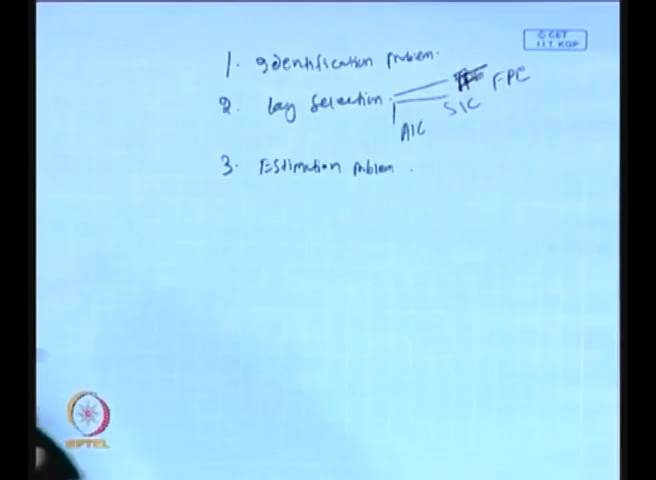 © CET
I.I.T. KGP
1. Identification Problem.
2. Lag Selection. FPE
SIC
AIC
3. Estimation Problem.
NPTEL